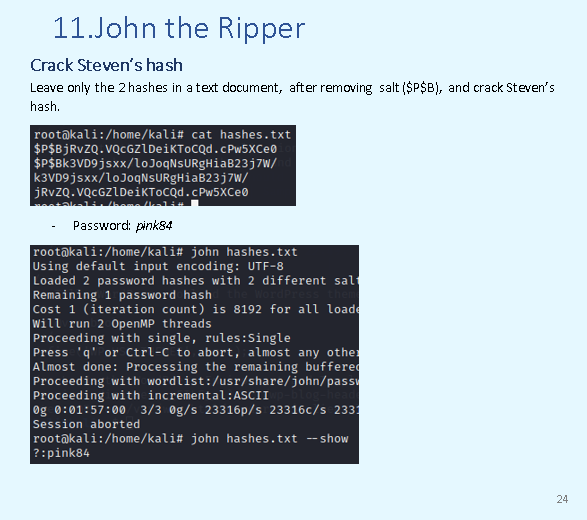 11.John the Ripper
Crack Steven's hash
Leave only the 2 hashes in a text document, after removing salt ($P$B), and crack Steven's
hash.
root@kali:/home/kali# cat hashes.txt
$P$BjRvZQ.VQcGZlDeiKToCQd.cPw5XCe0
$P$Bk3VD9jsxx/loJoqNsURgHiaB23j7W/
k3VD9jsxx/loJoqNsURgHiaB23j7W/
jRvZQ.VQcGZlDeiKToCQd.cPw5XCe0
root@kali:/home/kali#
- Password: pink84
root@kali:/home/kali# john hashes.txt
Using default input encoding: UTF-8
Loaded 2 password hashes with 2 different salt
Remaining 1 password hash
Cost 1 (iteration count) is 8192 for all loade
Will run 2 OpenMP threads
Proceeding with single, rules:Single
Press 'q' or Ctrl-C to abort, almost any other
Almost done: Processing the remaining buffered
Proceeding with wordlist:/usr/share/john/passw
Proceeding with incremental:ASCII
0g 0:01:57:00 3/3 0g/s 23316p/s 23316c/s 2331
Session aborted
root@kali:/home/kali# john hashes.txt --show
?:pink84
24